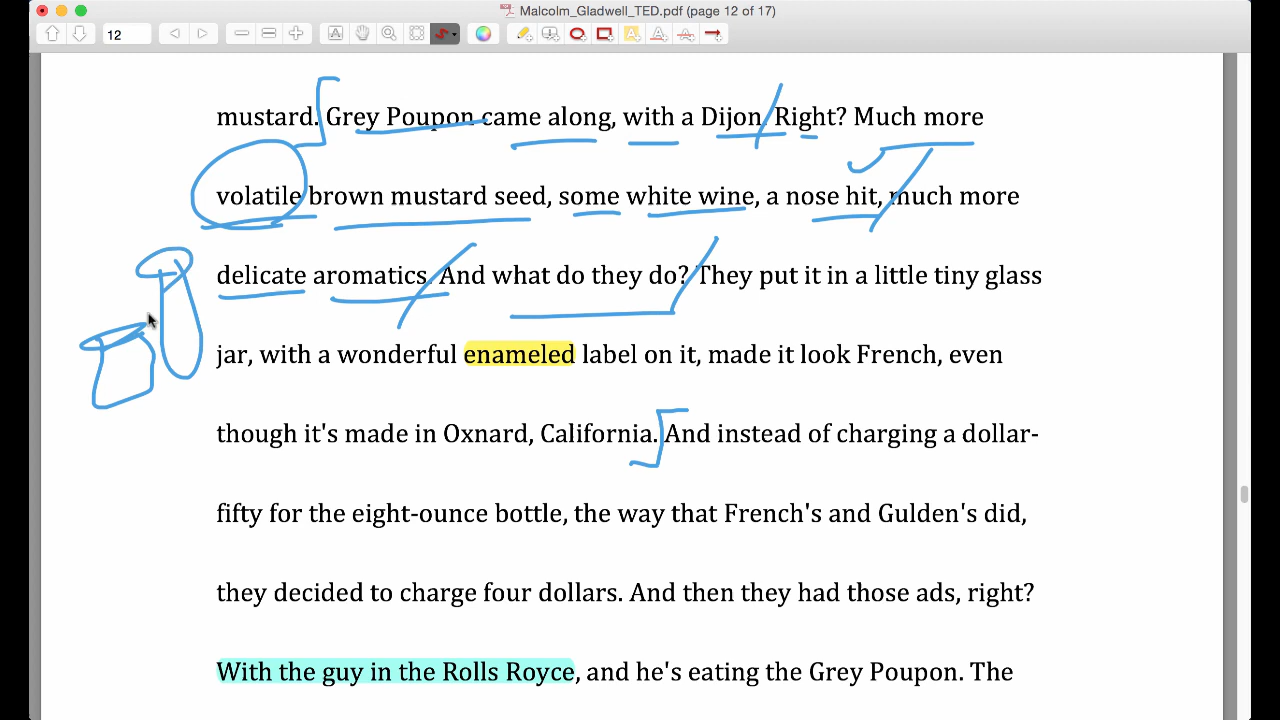 Malcolm_Gladwell_TED.pdf (page 12 of 17)
12
mustard. Grey Poupon came along, with a Dijon. Right? Much more
volatile brown mustard seed, some white wine, a nose hit, much more
delicate aromatics. And what do they do? They put it in a little tiny glass
jar, with a wonderful enameled label on it, made it look French, even
though it's made in Oxnard, California. And instead of charging a dollar-
fifty for the eight-ounce bottle, the way that French's and Gulden's did,
they decided to charge four dollars. And then they had those ads, right?
With the guy in the Rolls Royce, and he's eating the Grey Poupon. The